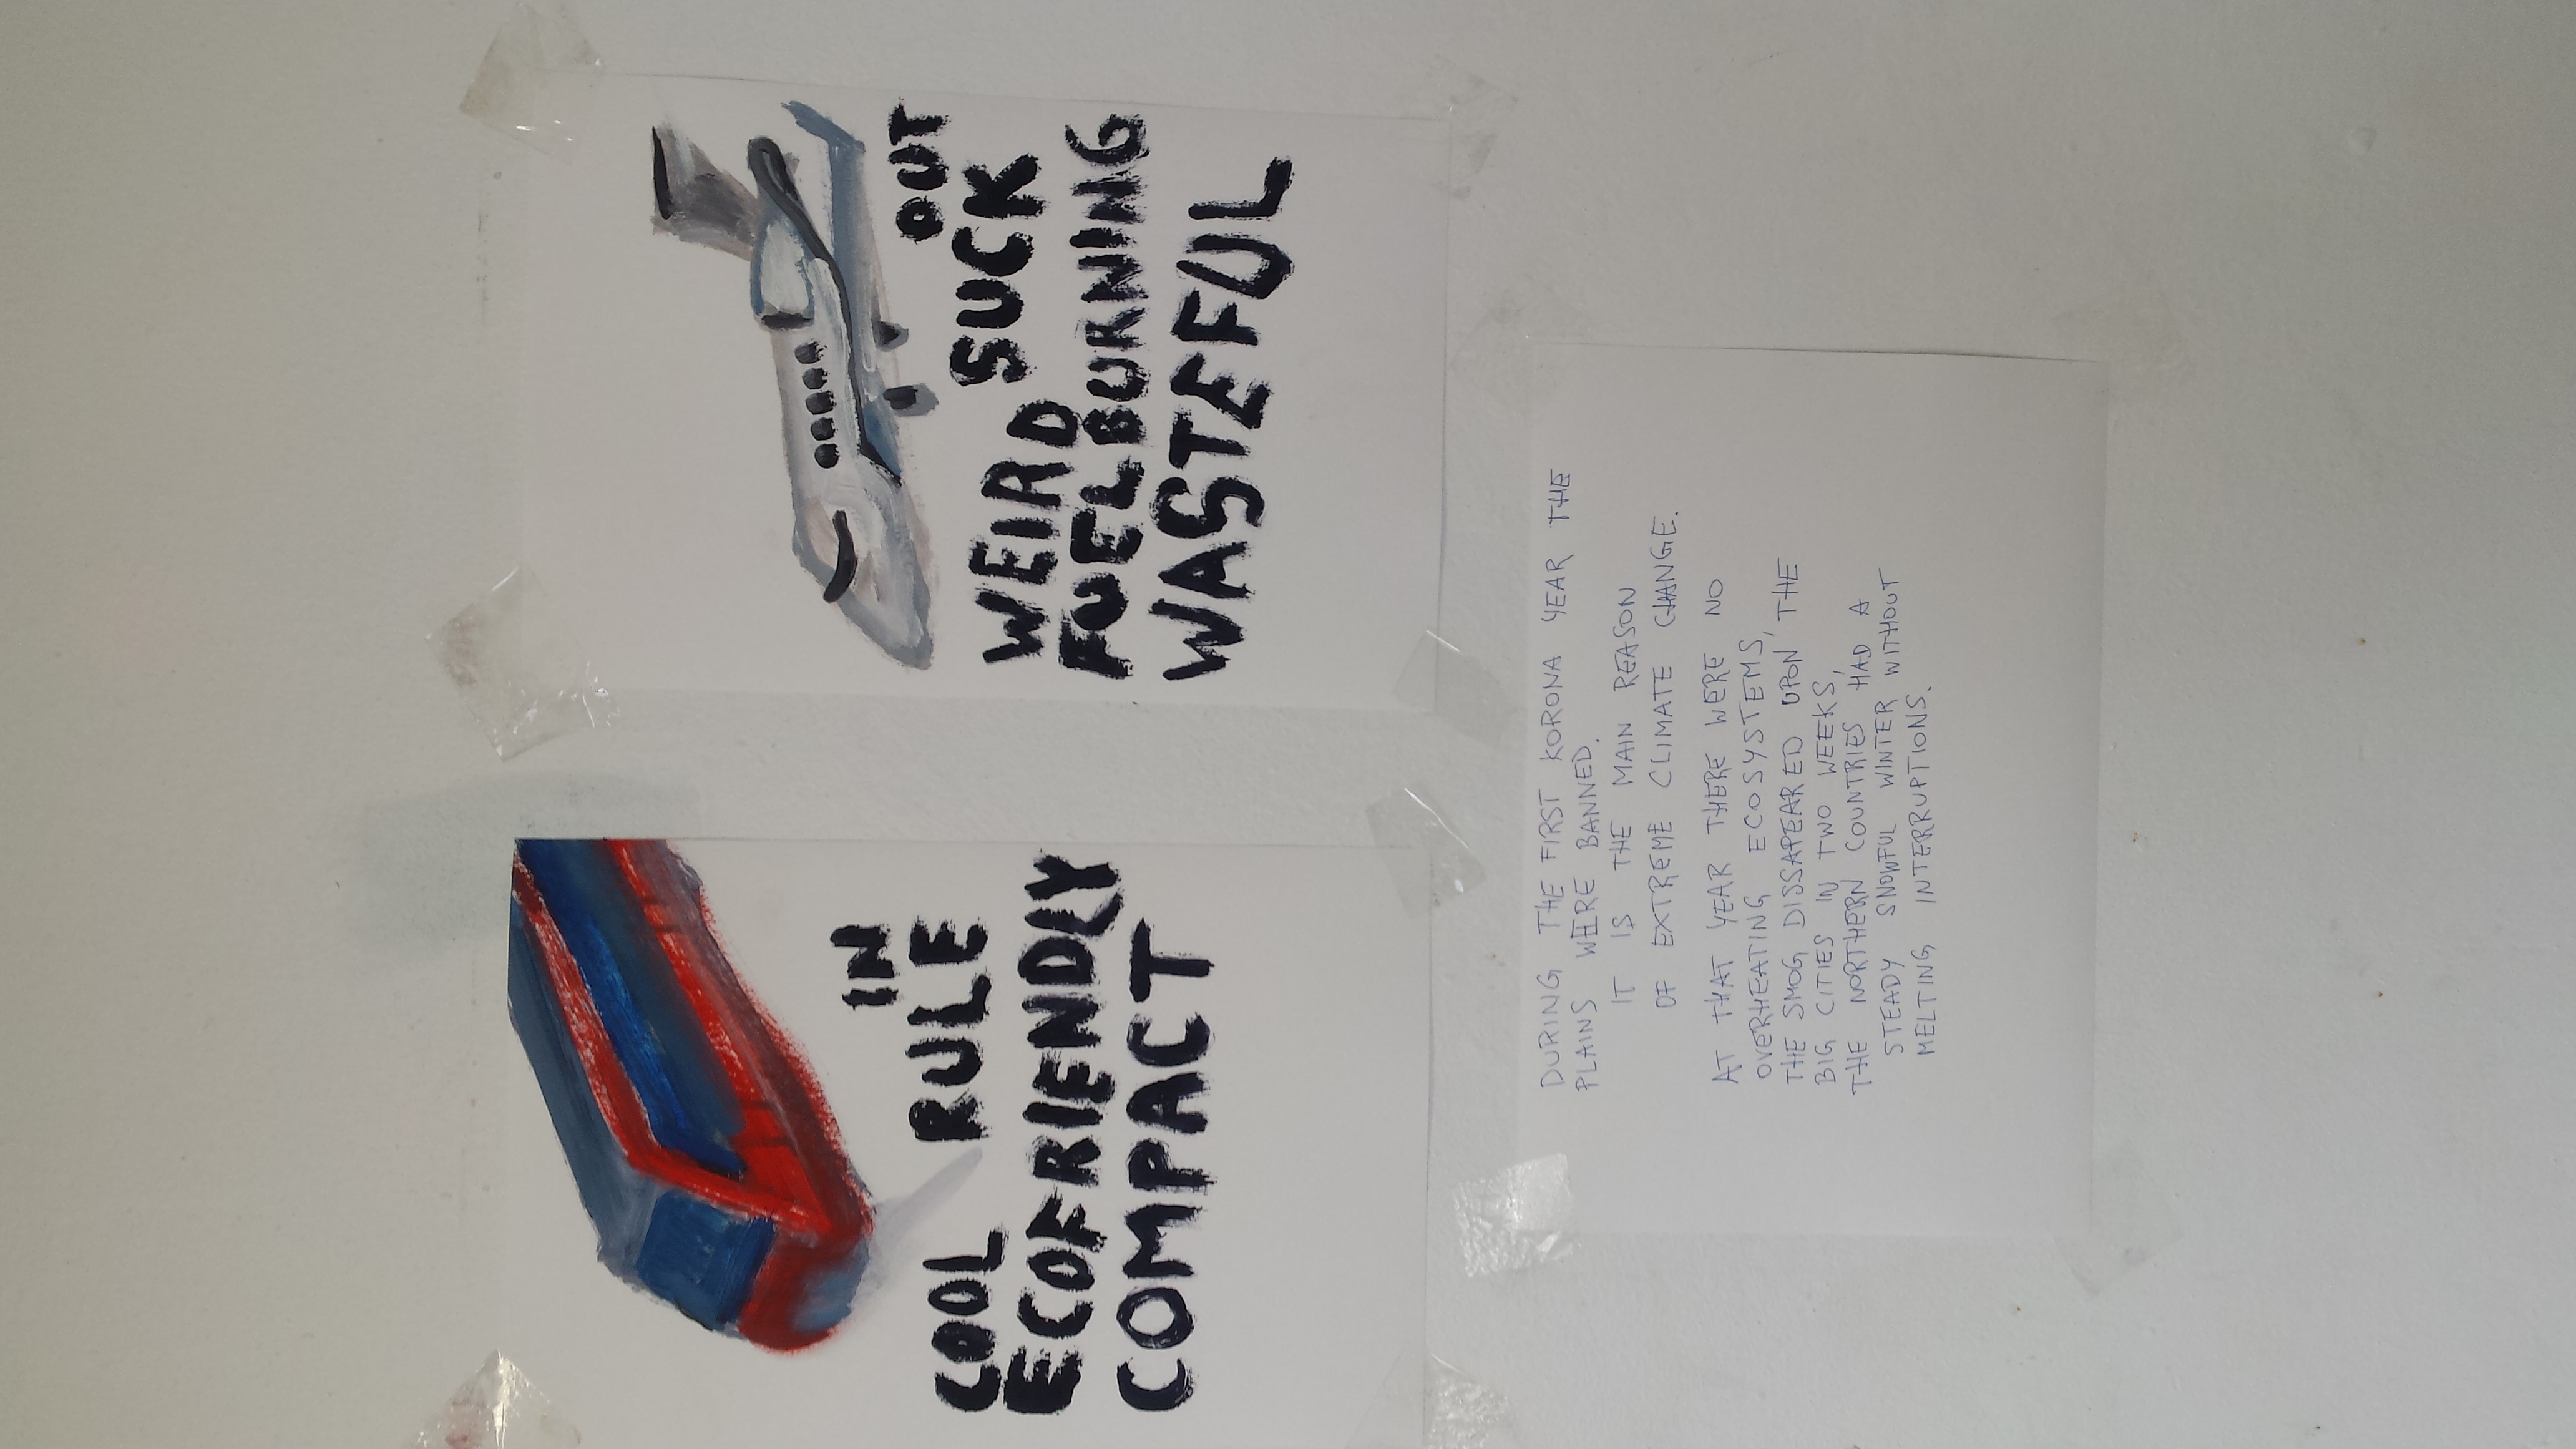 IN
COOL RULE
ECOFRIENDLY
COMPACT
OUT
WEIRD SUCK
FUELBURNING
WASTEFUL
DURING THE FIRST KORONA YEAR THE
PLAINS WERE BANNED.
IT IS THE MAIN REASON
OF EXTREME CLIMATE CHANGE.
AT THAT YEAR THERE WERE NO
OVERHEATING ECOSYSTEMS,
THE SMOG DISSAPEARED UPON THE
BIG CITIES IN TWO WEEKS,
THE NORTHERN COUNTRIES HAD A
STEADY SNOWFUL WINTER WITHOUT
MELTING INTERRUPTIONS.